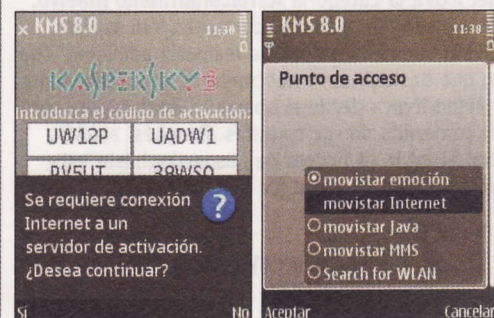 KMS 8.0
11:30
KASPERSKY
Introduzca el código de activación:
UW12P
UADW1
Se requiere conexión
Internet a un
servidor de activación.
¿Desea continuar?
Sí
No
KMS 8.0
11:38
Punto de acceso
movistar emoción
movistar Internet
movistar Java
movistar MMS
Search for WLAN
Aceptar
Cancelar